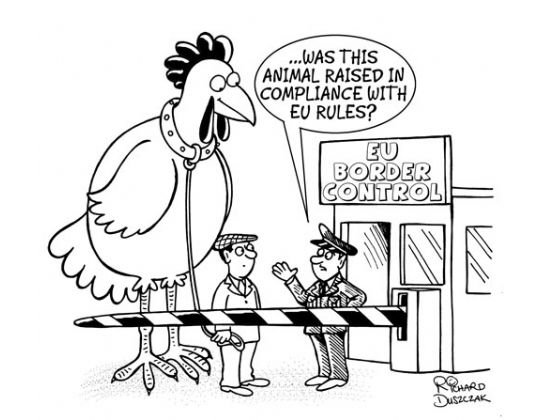 ...WAS THIS
ANIMAL RAISED IN
COMPLIANCE WITH
EU RULES?
EU
BORDER
CONTROL
RICHARD
DUSZCZAK